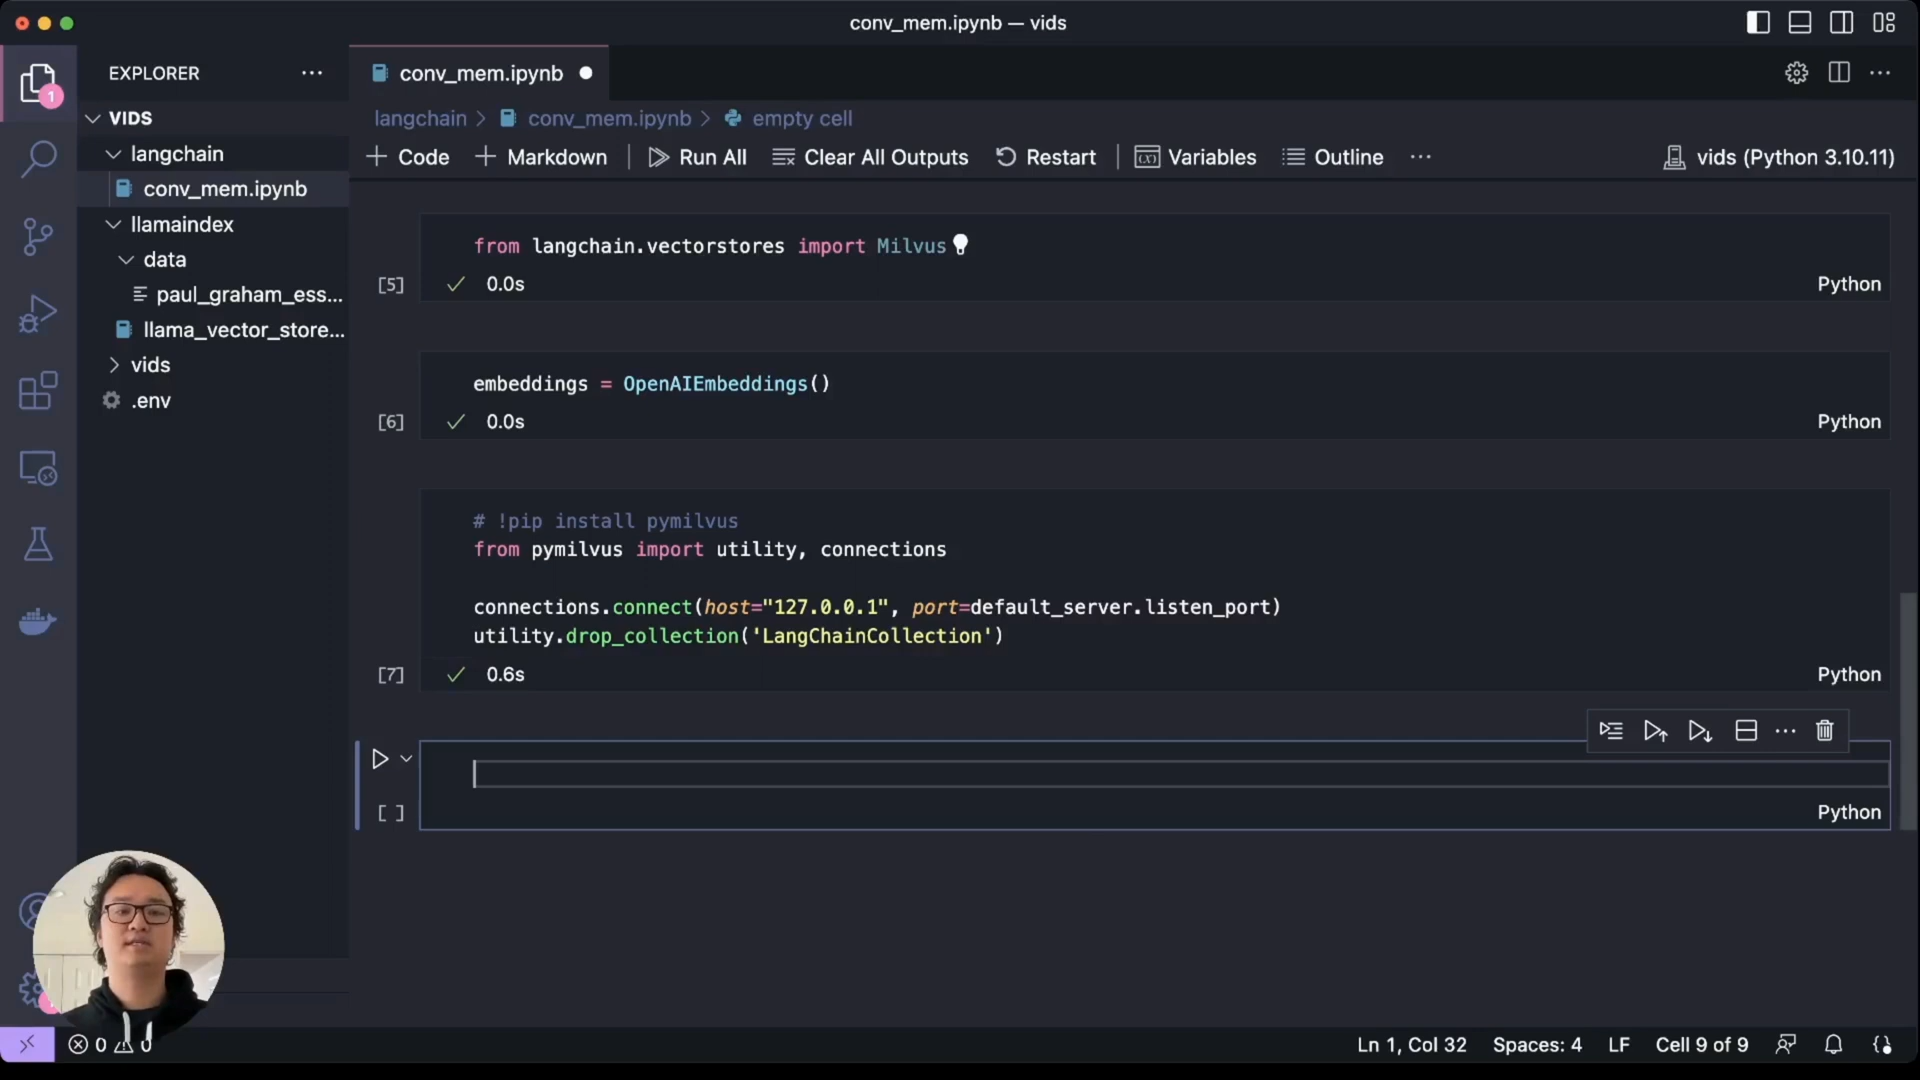 conv_mem.ipynb — vids
EXPLORER
conv_mem.ipynb
1
VIDS
langchain > conv_mem.ipynb > empty cell
langchain
Code
Markdown
Run All
Clear All Outputs
Restart
Variables
Outline
vids (Python 3.10.11)
conv_mem.ipynb
llamaindex
data
paul_graham_ess...
llama_vector_store...
vids
.env
from langchain.vectorstores import Milvus
[5]
0.0s
Python
embeddings = OpenAIEmbeddings()
[6]
0.0s
Python
# !pip install pymilvus
from pymilvus import utility, connections
connections.connect(host="127.0.0.1", port=default_server.listen_port)
utility.drop_collection('LangChainCollection')
[7]
0.6s
Python
[ ]
Python
0
Ln 1, Col 32
Spaces: 4
LF
Cell 9 of 9